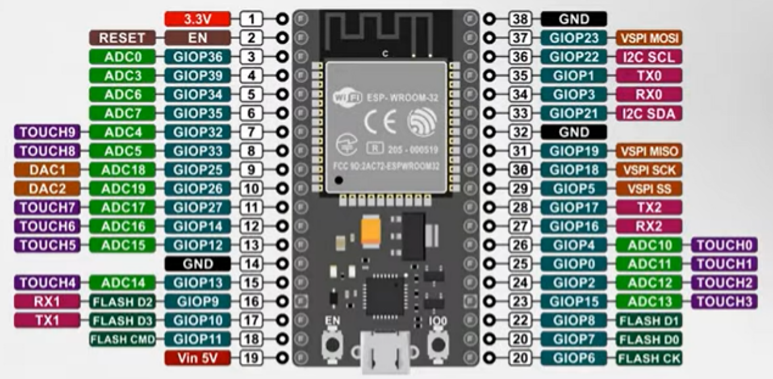 3.3V 1 38 GND
RESET EN 2 37 GIOP23 VSPI MOSI
ADC0 GIOP36 3 36 GIOP22 I2C SCL
ADC3 GIOP39 4 35 GIOP1 TX0
ADC6 GIOP34 5 34 GIOP3 RX0
ADC7 GIOP35 6 33 GIOP21 I2C SDA
TOUCH9 ADC4 GIOP32 7 32 GND
TOUCH8 ADC5 GIOP33 8 31 GIOP19 VSPI MISO
DAC1 ADC18 GIOP25 9 30 GIOP18 VSPI SCK
DAC2 ADC19 GIOP26 10 29 GIOP5 VSPI SS
TOUCH7 ADC17 GIOP27 11 28 GIOP17 TX2
TOUCH6 ADC16 GIOP14 12 27 GIOP16 RX2
TOUCH5 ADC15 GIOP12 13 26 GIOP4 ADC10 TOUCH0
GND 14 25 GIOP0 ADC11 TOUCH1
TOUCH4 ADC14 GIOP13 15 24 GIOP2 ADC12 TOUCH2
RX1 FLASH D2 GIOP9 16 23 GIOP15 ADC13 TOUCH3
TX1 FLASH D3 GIOP10 17 22 GIOP8 FLASH D1
FLASH CMD GIOP11 18 20 GIOP7 FLASH D0
Vin 5V 19 20 GIOP6 FLASH CK
C
WiFi ESP-WROOM-32
CE
R 205-000519
FCC ID:2AC72-ESPWROOM32
EN IO0